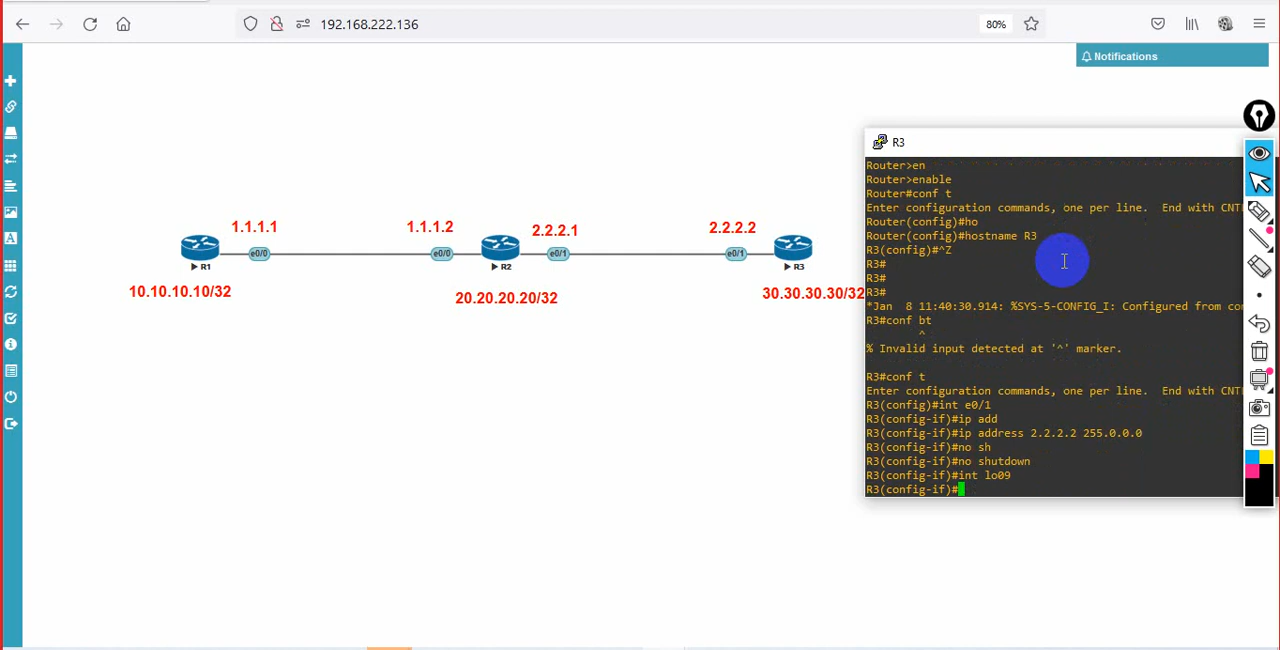 192.168.222.136
80%
Notifications
R3
Router>en
Router>enable
Router#conf t
Enter configuration commands, one per line.  End with CNT
Router(config)#ho
Router(config)#hostname R3
R3(config)#^Z
R3#
R3#
R3#
*Jan  8 11:40:30.914: %SYS-5-CONFIG_I: Configured from co
R3#conf bt
^
% Invalid input detected at '^' marker.
R3#conf t
Enter configuration commands, one per line.  End with CNT
R3(config)#int e0/1
R3(config-if)#ip add
R3(config-if)#ip address 2.2.2.2 255.0.0.0
R3(config-if)#no sh
R3(config-if)#no shutdown
R3(config-if)#int lo09
R3(config-if)#
1.1.1.1
1.1.1.2
2.2.2.1
2.2.2.2
e0/0
e0/0
e0/1
e0/1
R1
R2
R3
10.10.10.10/32
20.20.20.20/32
30.30.30.30/32